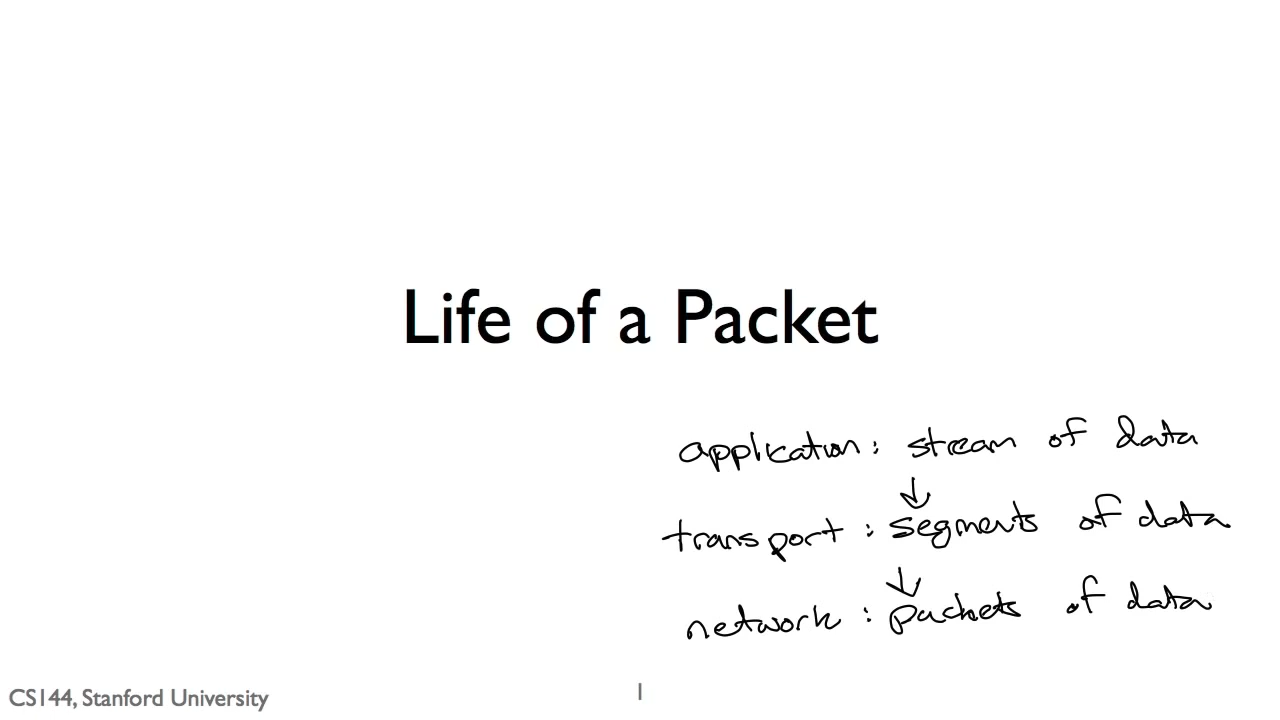 Life of a Packet
application: stream of data
↓
transport: segments of data
↓
network: packets of data
CS144, Stanford University
1